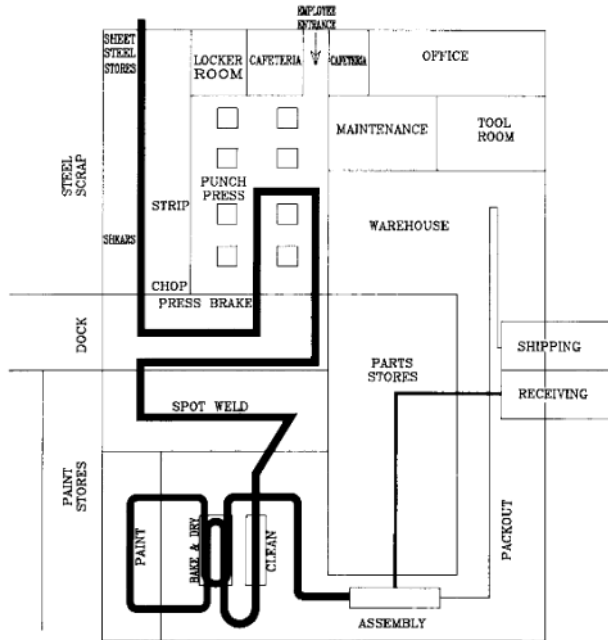 EMPLOYEE
ENTRANCE
SHEET
STEEL
STORES
LOCKER
ROOM
CAFETERIA
CAFETERIA
OFFICE
SHEARS
STEEL
SCRAP
STRIP
PUNCH
PRESS
MAINTENANCE
TOOL
ROOM
SHEARS
WAREHOUSE
CHOP
PRESS BRAKE
DOCK
PARTS
STORES
SHIPPING
RECEIVING
SPOT WELD
PAINT
STORES
PAINT
BAKE & DRY
CLEAN
PACKOUT
ASSEMBLY